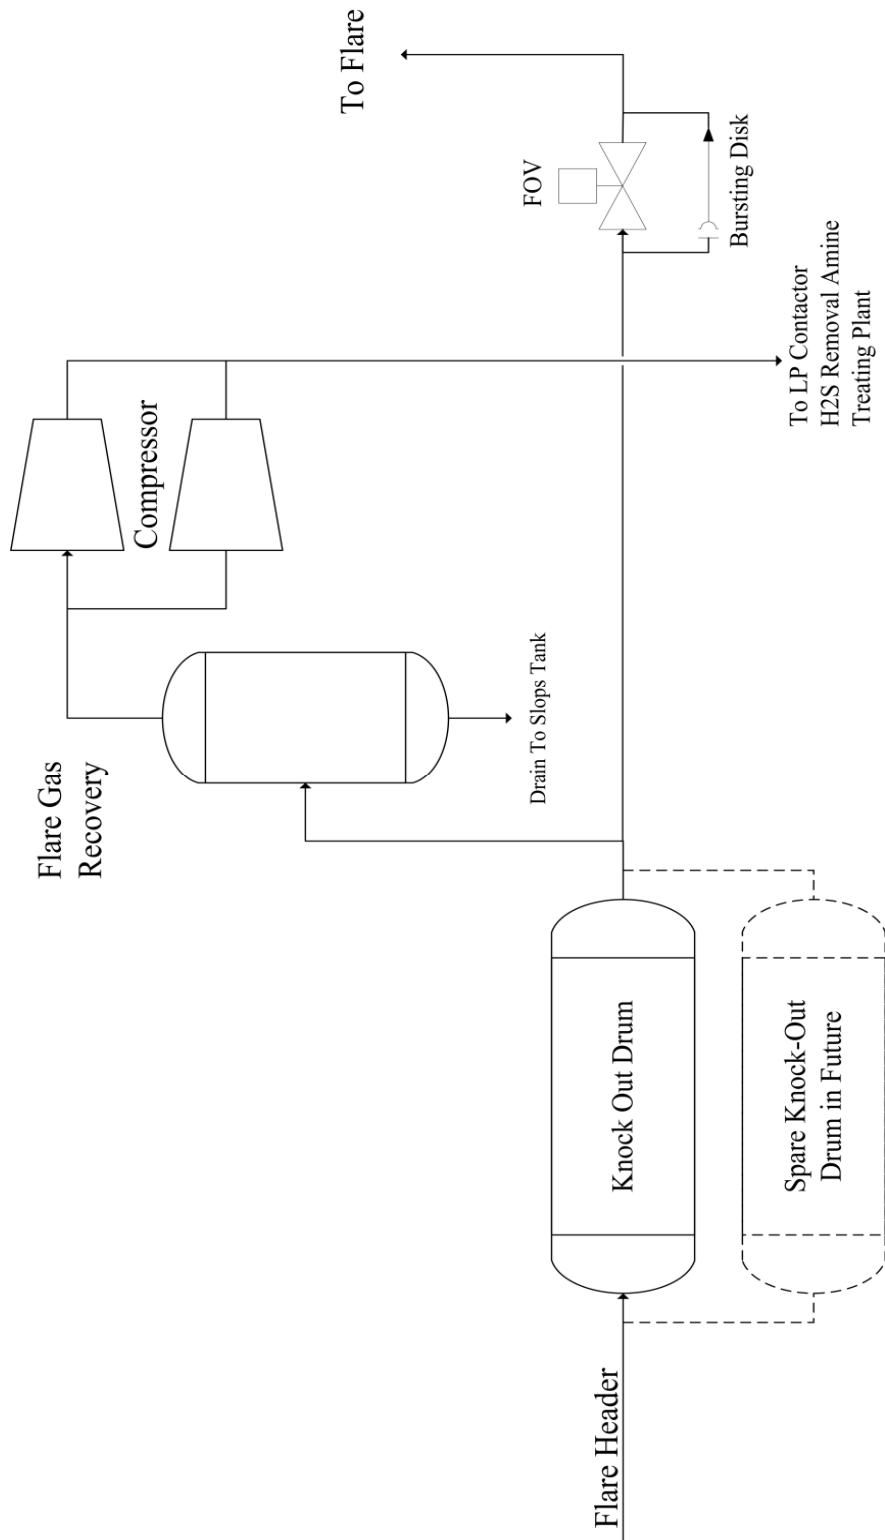 To Flare
FOV
Bursting Disk
To LP Contactor
H2S Removal Amine
Treating Plant
Compressor
Flare Gas
Recovery
Drain To Slops Tank
Knock Out Drum
Spare Knock-Out
Drum in Future
Flare Header